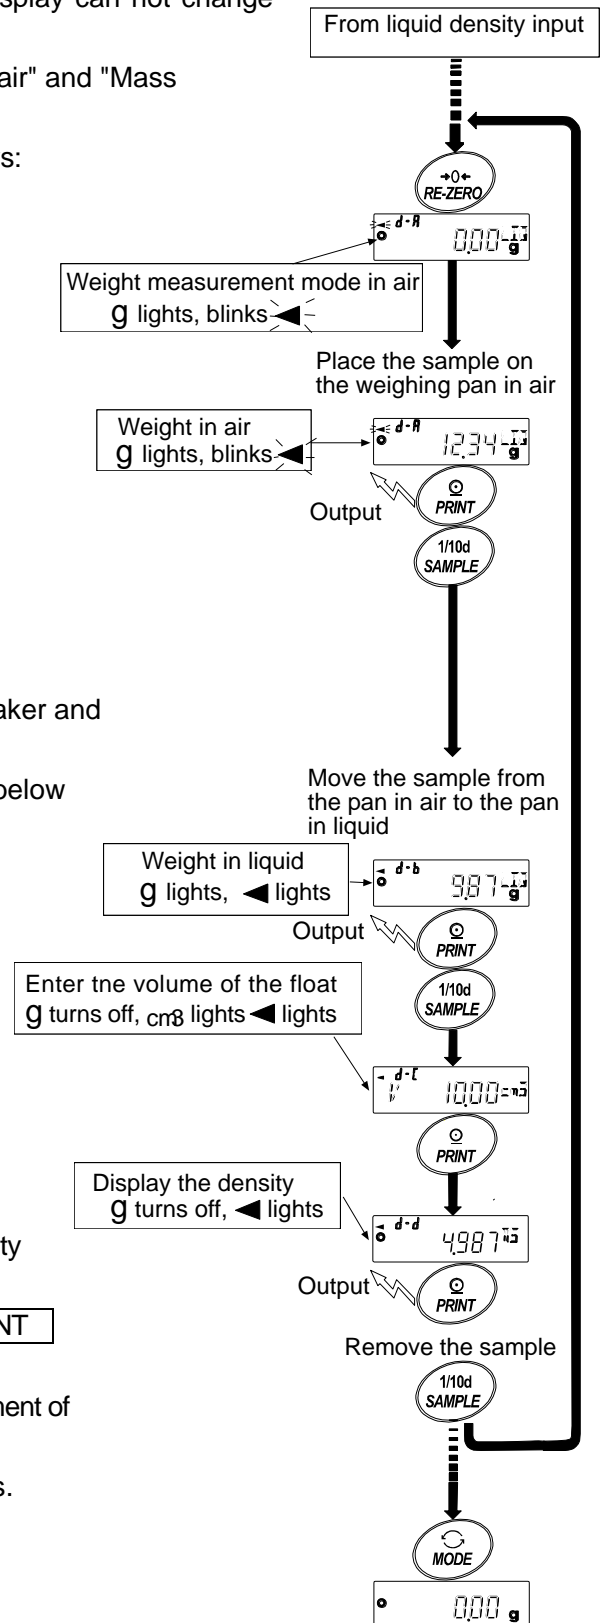 splay can not change
From liquid density input
air" and "Mass
s:
→0←
RE-ZERO
d-A
0.00 g
Weight measurement mode in air
g lights, blinks
Place the sample on
the weighing pan in air
Weight in air
g lights, blinks
d-A
12.34 g
Output
PRINT
1/10d
SAMPLE
aker and
below
Move the sample from
the pan in air to the pan
in liquid
Weight in liquid
g lights, ◄ lights
d-b
9.87 g
Output
PRINT
1/10d
SAMPLE
Enter tne volume of the float
g turns off, cm3 lights ◄ lights
d-C
10.00
PRINT
Display the density
g turns off, ◄ lights
d-d
4.987
ty
Output
PRINT
NT
Remove the sample
1/10d
SAMPLE
nent of
s.
MODE
0.00 g